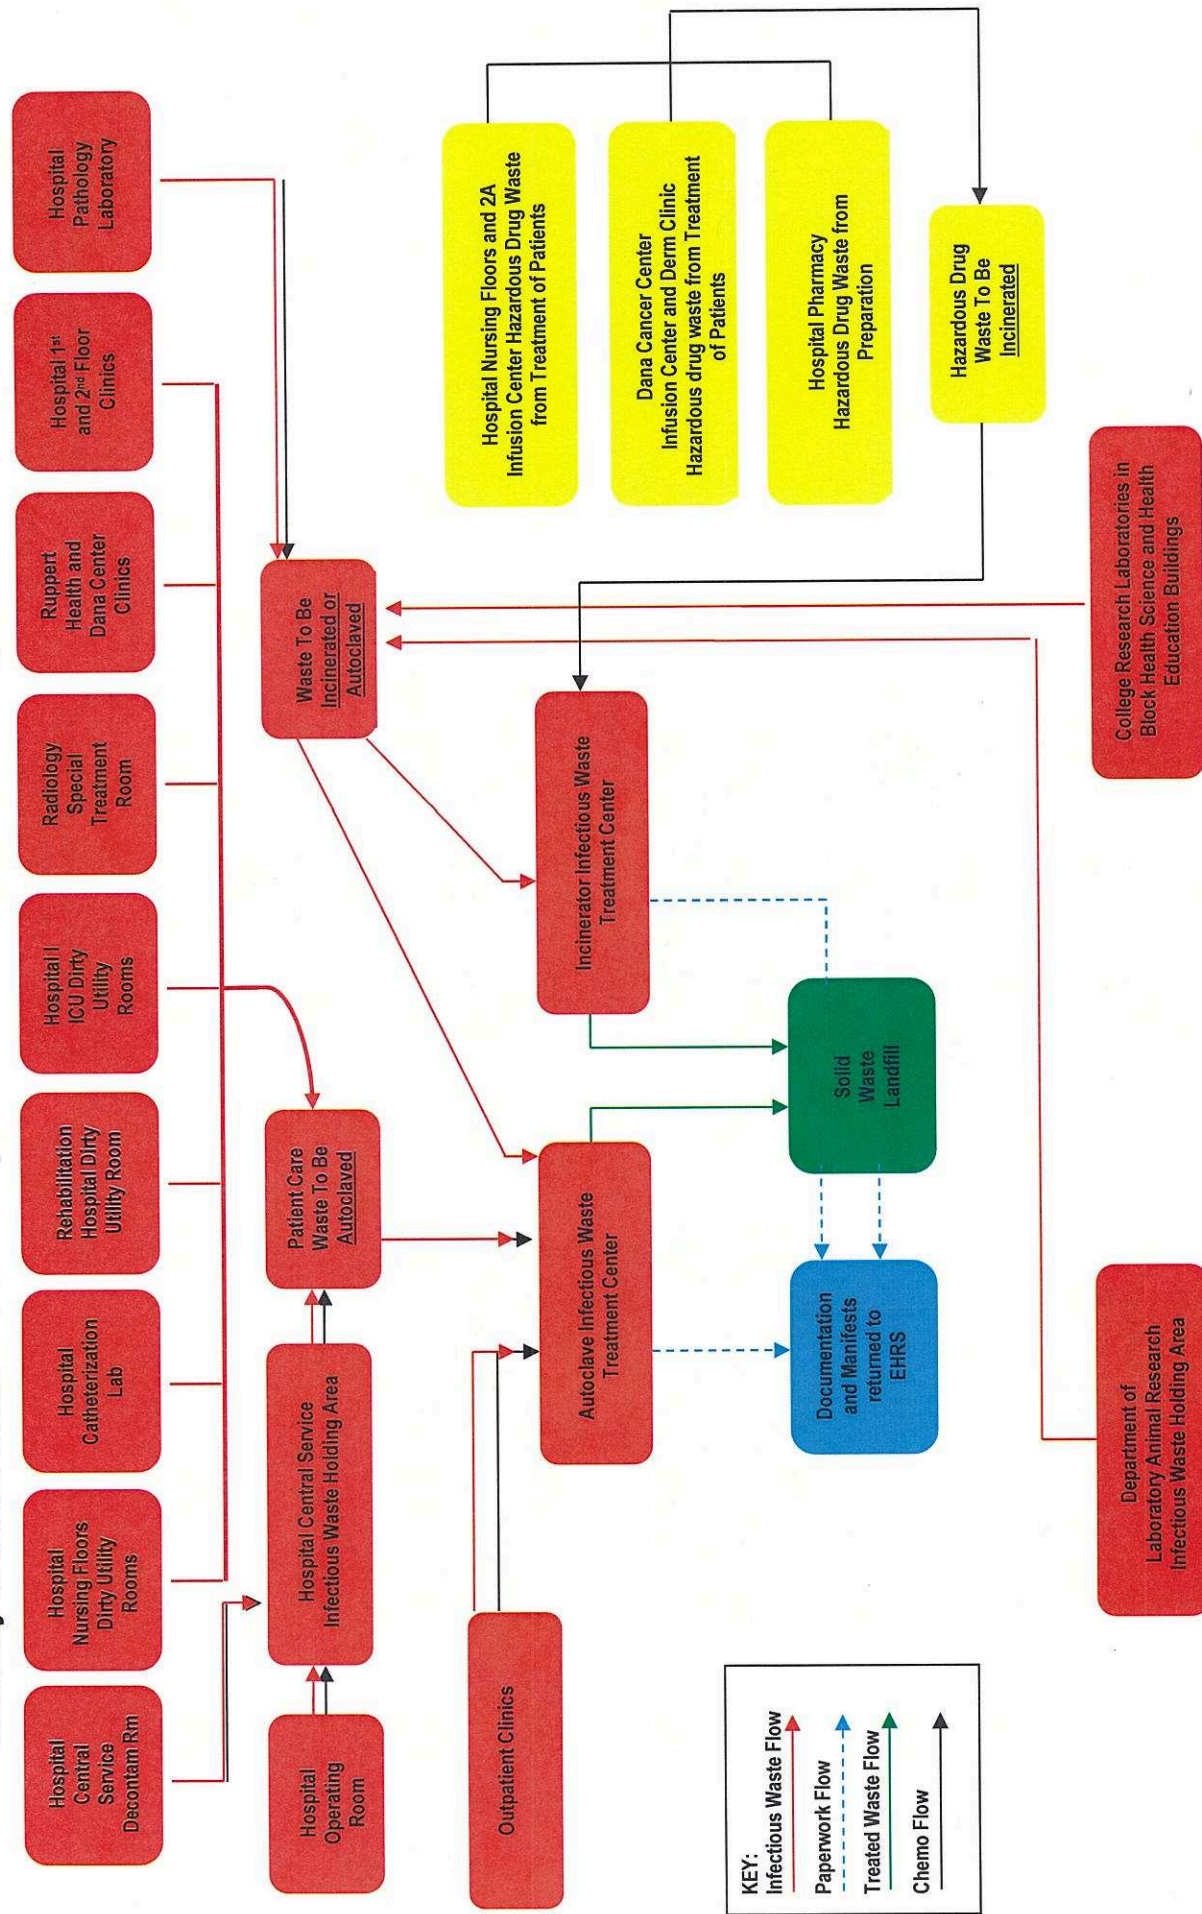 Hospital
Central
Service
Decontam Rm
Hospital
Nursing Floors
Dirty Utility
Rooms
Hospital
Catheterization
Lab
Rehabilitation
Hospital Dirty
Utility Room
Hospital I
ICU Dirty
Utility
Rooms
Radiology
Special
Treatment
Room
Ruppert
Health and
Dana Center
Clinics
Hospital 1st
and 2nd Floor
Clinics
Hospital
Pathology
Laboratory
Hospital
Operating
Room
Hospital Central Service
Infectious Waste Holding Area
Patient Care
Waste To Be
Autoclaved
Waste To Be
Incinerated or
Autoclaved
Outpatient Clinics
Autoclave Infectious Waste
Treatment Center
Incinerator Infectious Waste
Treatment Center
Hospital Nursing Floors and 2A
Infusion Center Hazardous Drug Waste
from Treatment of Patients
Dana Cancer Center
Infusion Center and Derm Clinic
Hazardous drug waste from Treatment
of Patients
Hospital Pharmacy
Hazardous Drug Waste from
Preparation
Hazardous Drug
Waste To Be
Incinerated
KEY:
Infectious Waste Flow
Paperwork Flow
Treated Waste Flow
Chemo Flow
Documentation
and Manifests
returned to
EHRS
Solid
Waste
Landfill
Department of
Laboratory Animal Research
Infectious Waste Holding Area
College Research Laboratories in
Block Health Science and Health
Education Buildings